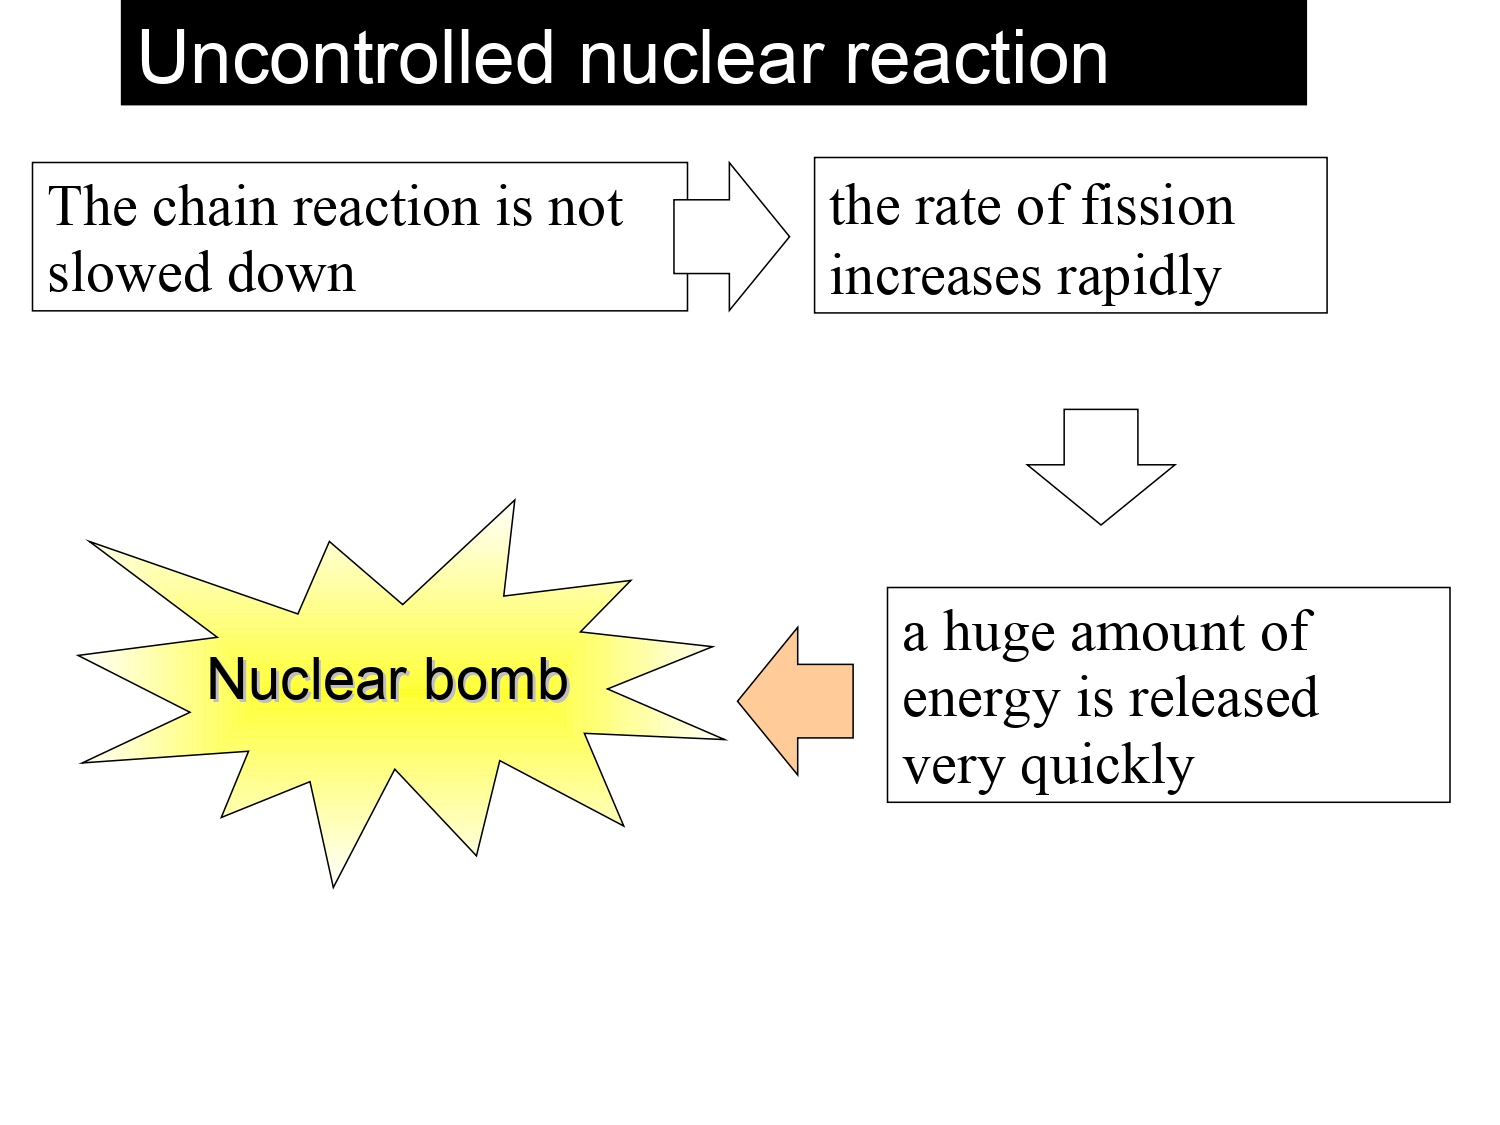 Uncontrolled nuclear reaction
The chain reaction is not
slowed down
the rate of fission
increases rapidly
a huge amount of
energy is released
very quickly
Nuclear bomb